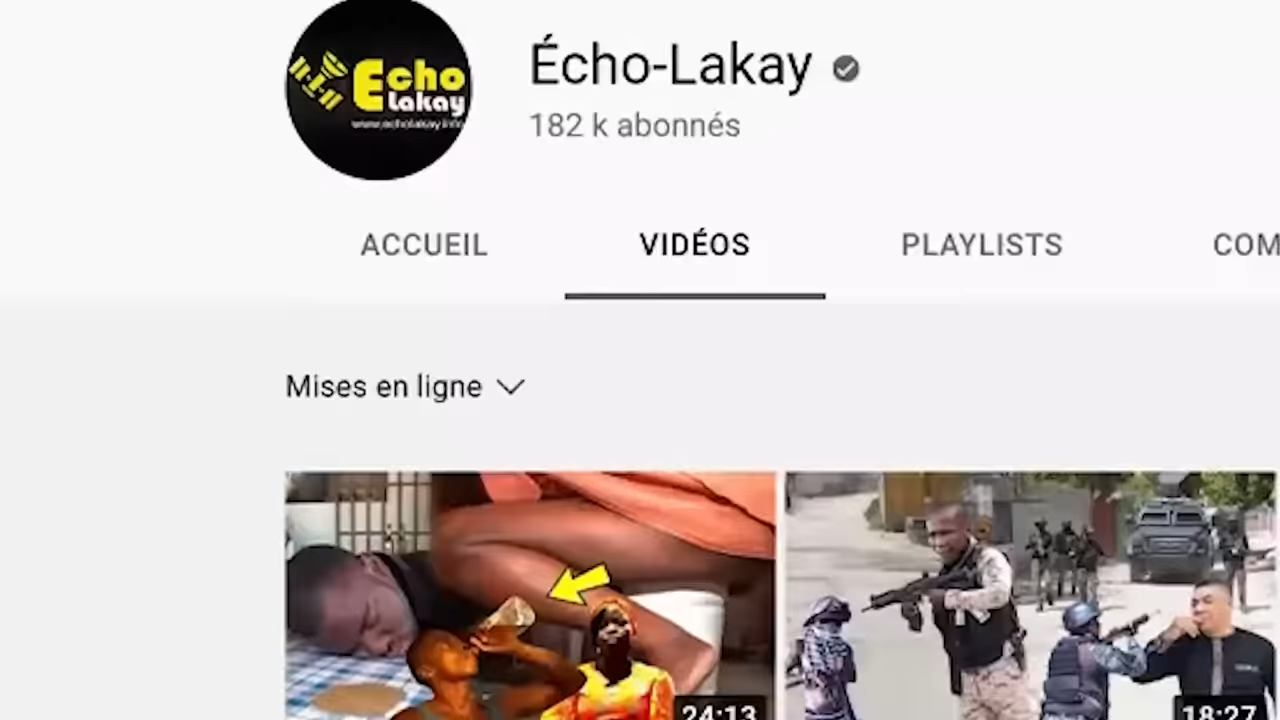 Écho
Lakay
www.echolakay.info
Écho-Lakay
182 k abonnés
ACCUEIL
VIDÉOS
PLAYLISTS
COM
Mises en ligne
24:13
18:27